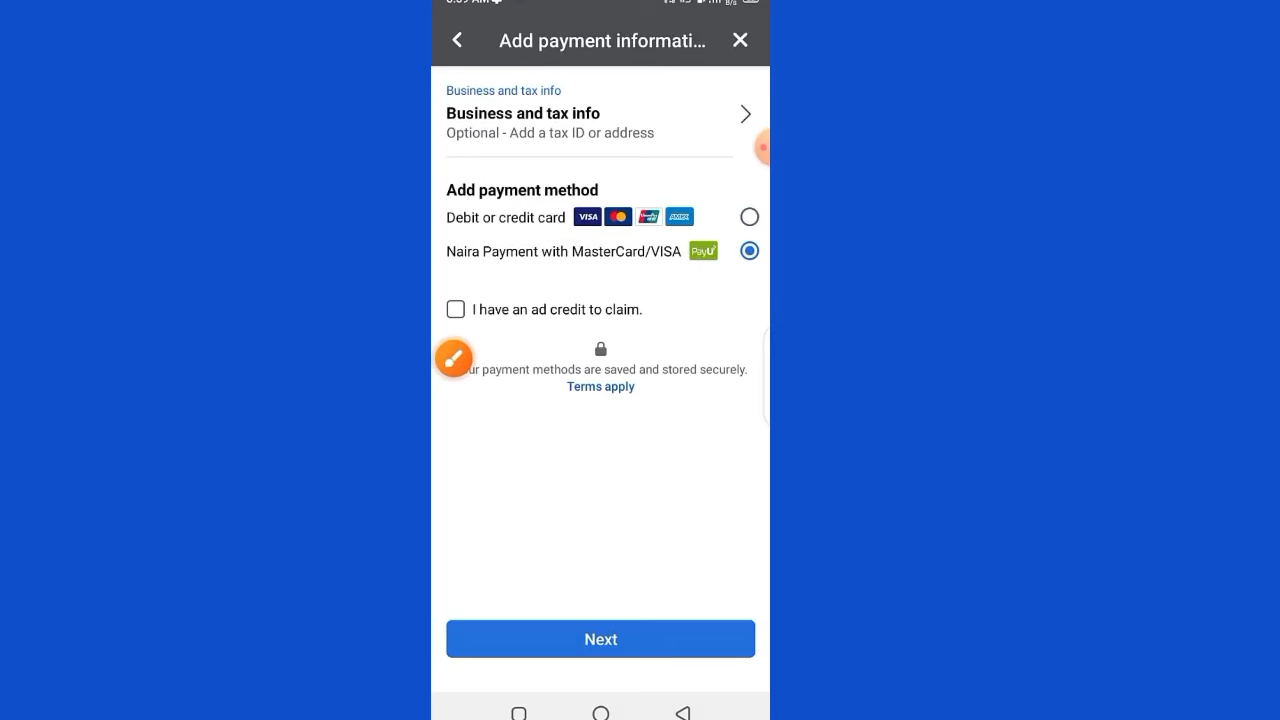 Add payment informati...
Business and tax info
Business and tax info
Optional - Add a tax ID or address
Add payment method
Debit or credit card VISA AMEX
Naira Payment with MasterCard/VISA PayU
I have an ad credit to claim.
ur payment methods are saved and stored securely.
Terms apply
Next